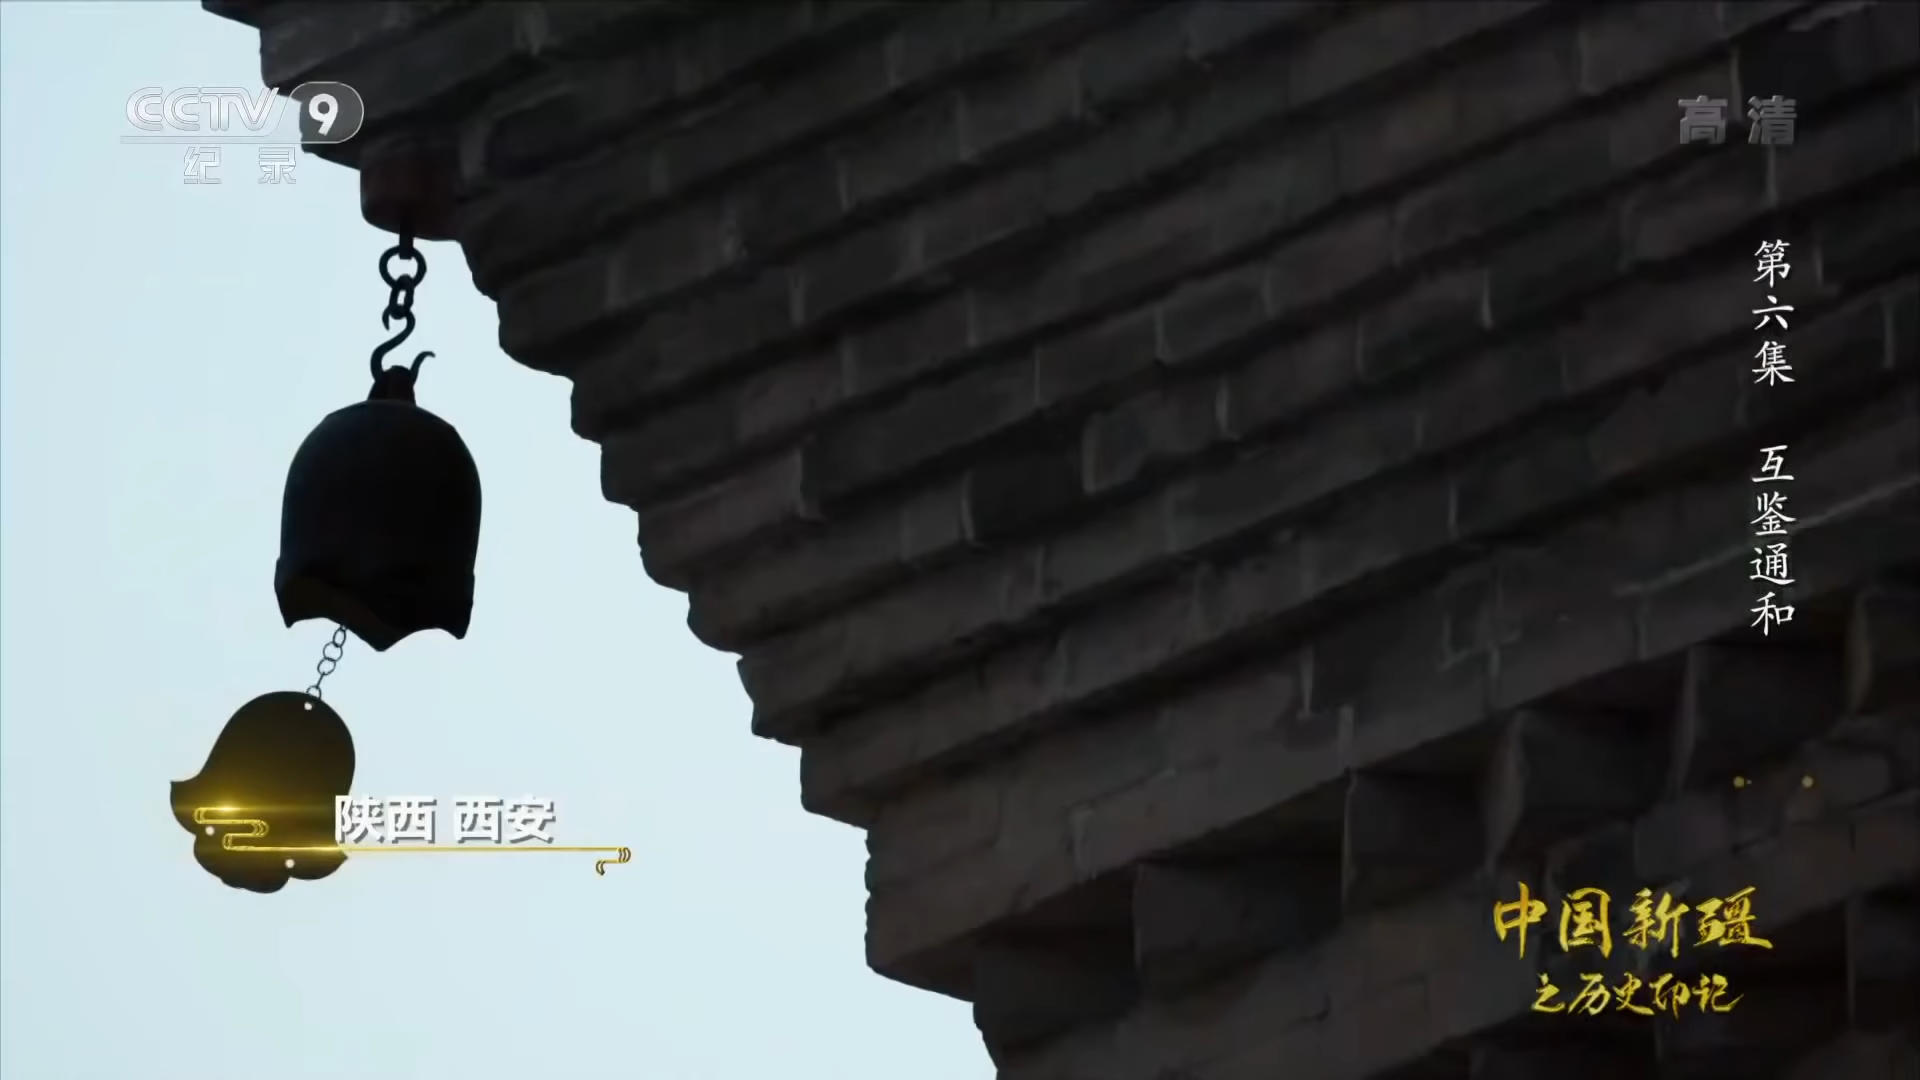 CCTV 9
纪录
高清
第六集 互鉴通和
陕西 西安
中国新疆
之历史印记